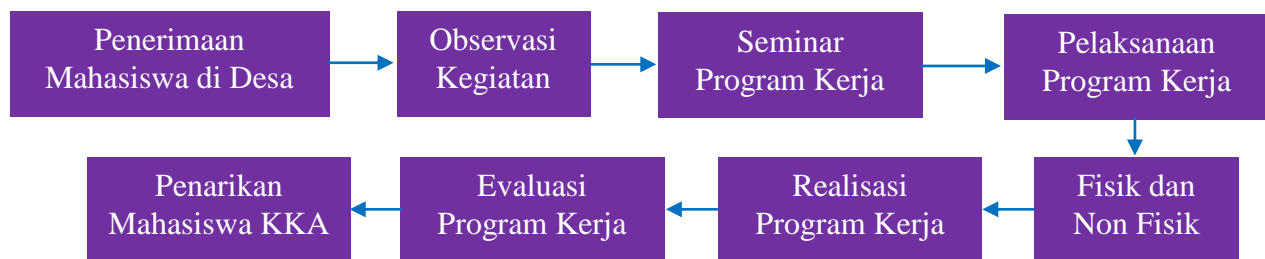 Penerimaan
Mahasiswa di Desa
Observasi
Kegiatan
Seminar
Program Kerja
Pelaksanaan
Program Kerja
Fisik dan
Non Fisik
Realisasi
Program Kerja
Evaluasi
Program Kerja
Penarikan
Mahasiswa KKA